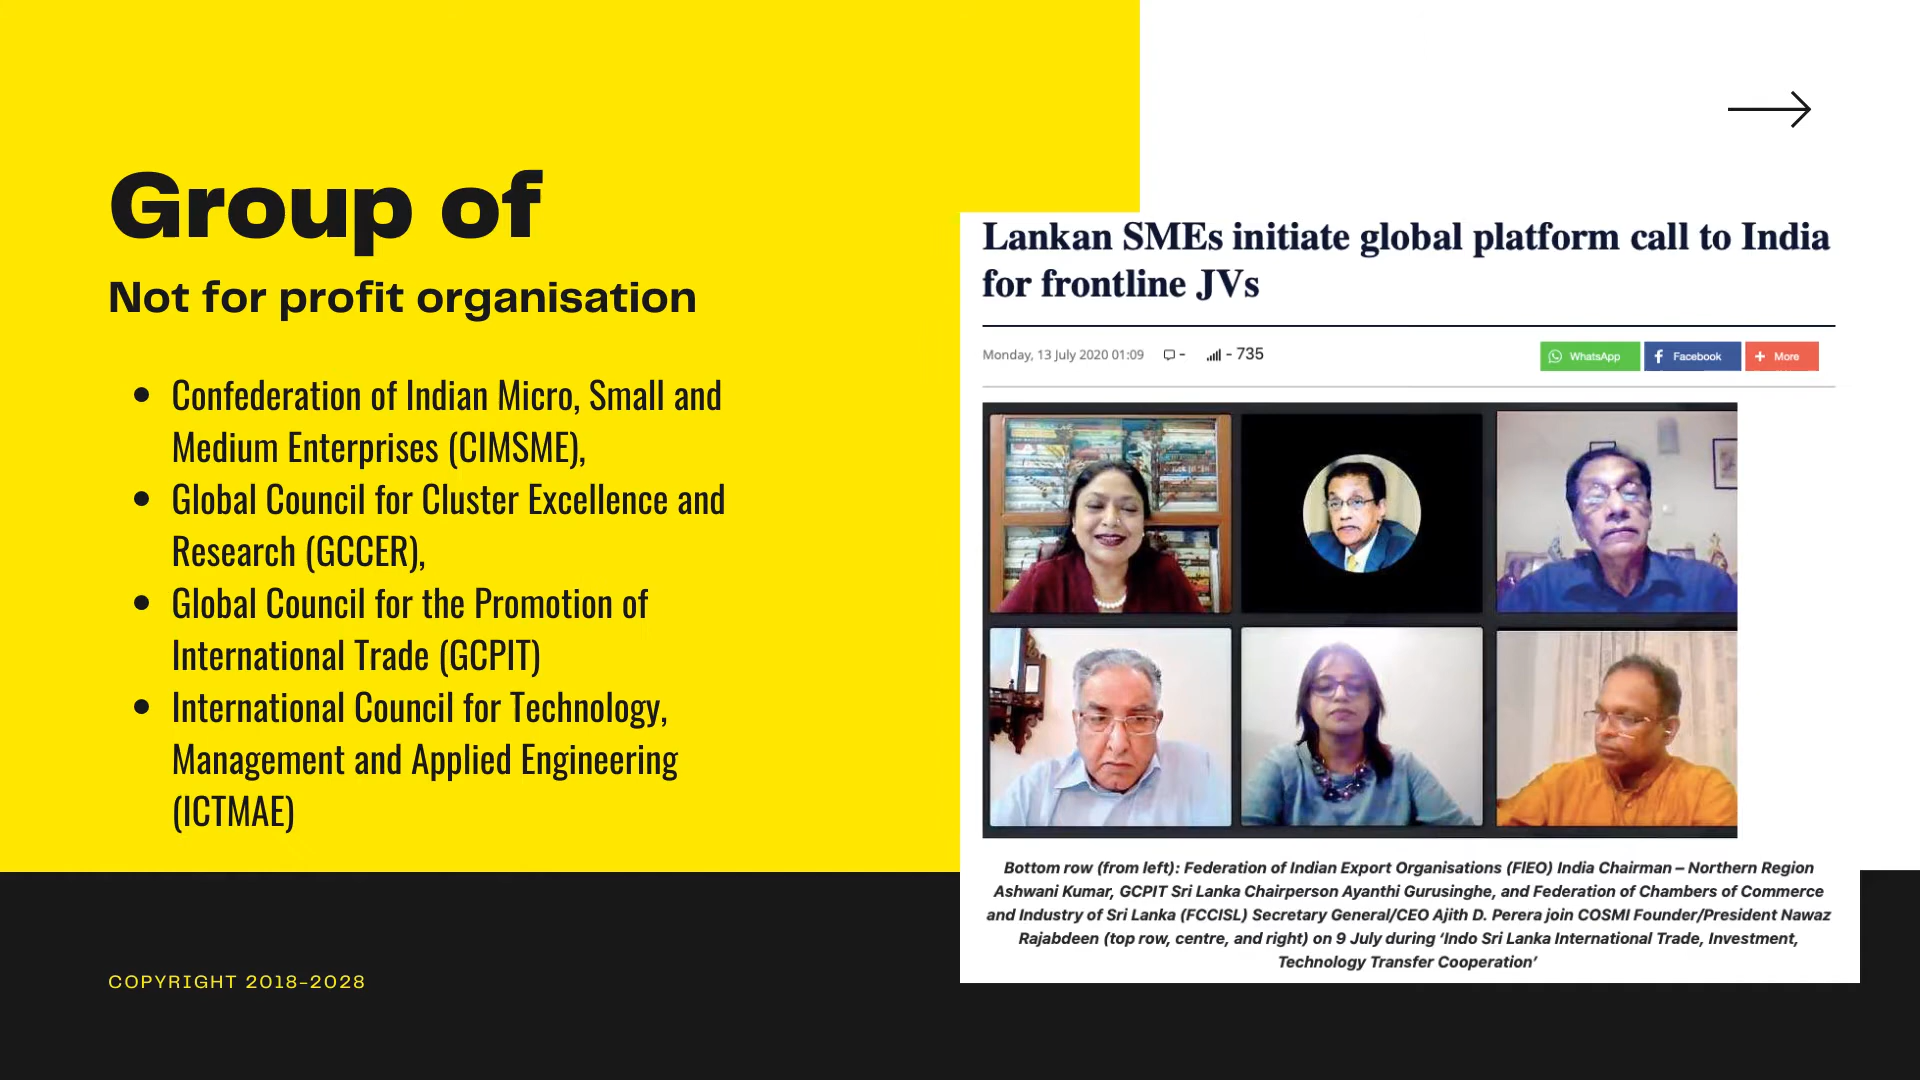 Group of
Not for profit organisation
Confederation of Indian Micro, Small and
Medium Enterprises (CIMSME),
Global Council for Cluster Excellence and
Research (GCCER),
Global Council for the Promotion of
International Trade (GCPIT)
International Council for Technology,
Management and Applied Engineering
(ICTMAE)
COPYRIGHT 2018-2028
Lankan SMEs initiate global platform call to India
for frontline JVs
Monday, 13 July 2020 01:09 - - 735 WhatsApp Facebook + More
Bottom row (from left): Federation of Indian Export Organisations (FIEO) India Chairman – Northern Region
Ashwani Kumar, GCPIT Sri Lanka Chairperson Ayanthi Gurusinghe, and Federation of Chambers of Commerce
and Industry of Sri Lanka (FCCISL) Secretary General/CEO Ajith D. Perera join COSMI Founder/President Nawaz
Rajabdeen (top row, centre, and right) on 9 July during ‘Indo Sri Lanka International Trade, Investment,
Technology Transfer Cooperation’